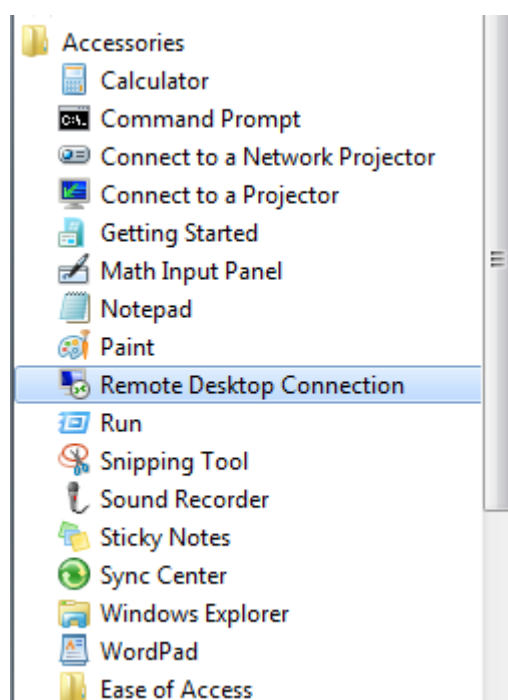 Accessories
Calculator
Command Prompt
Connect to a Network Projector
Connect to a Projector
Getting Started
Math Input Panel
Notepad
Paint
Remote Desktop Connection
Run
Snipping Tool
Sound Recorder
Sticky Notes
Sync Center
Windows Explorer
WordPad
Ease of Access